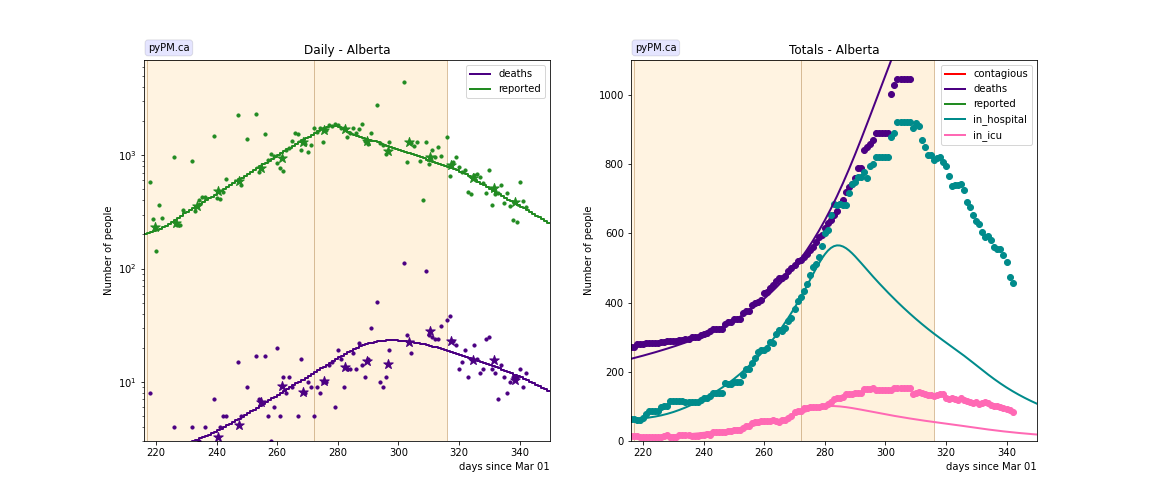 pyPM.ca
Daily - Alberta
deaths
reported
Number of people
10³
10²
10¹
220
240
260
280
300
320
340
days since Mar 01
pyPM.ca
Totals - Alberta
contagious
deaths
reported
in_hospital
in_icu
Number of people
1000
800
600
400
200
0
220
240
260
280
300
320
340
days since Mar 01